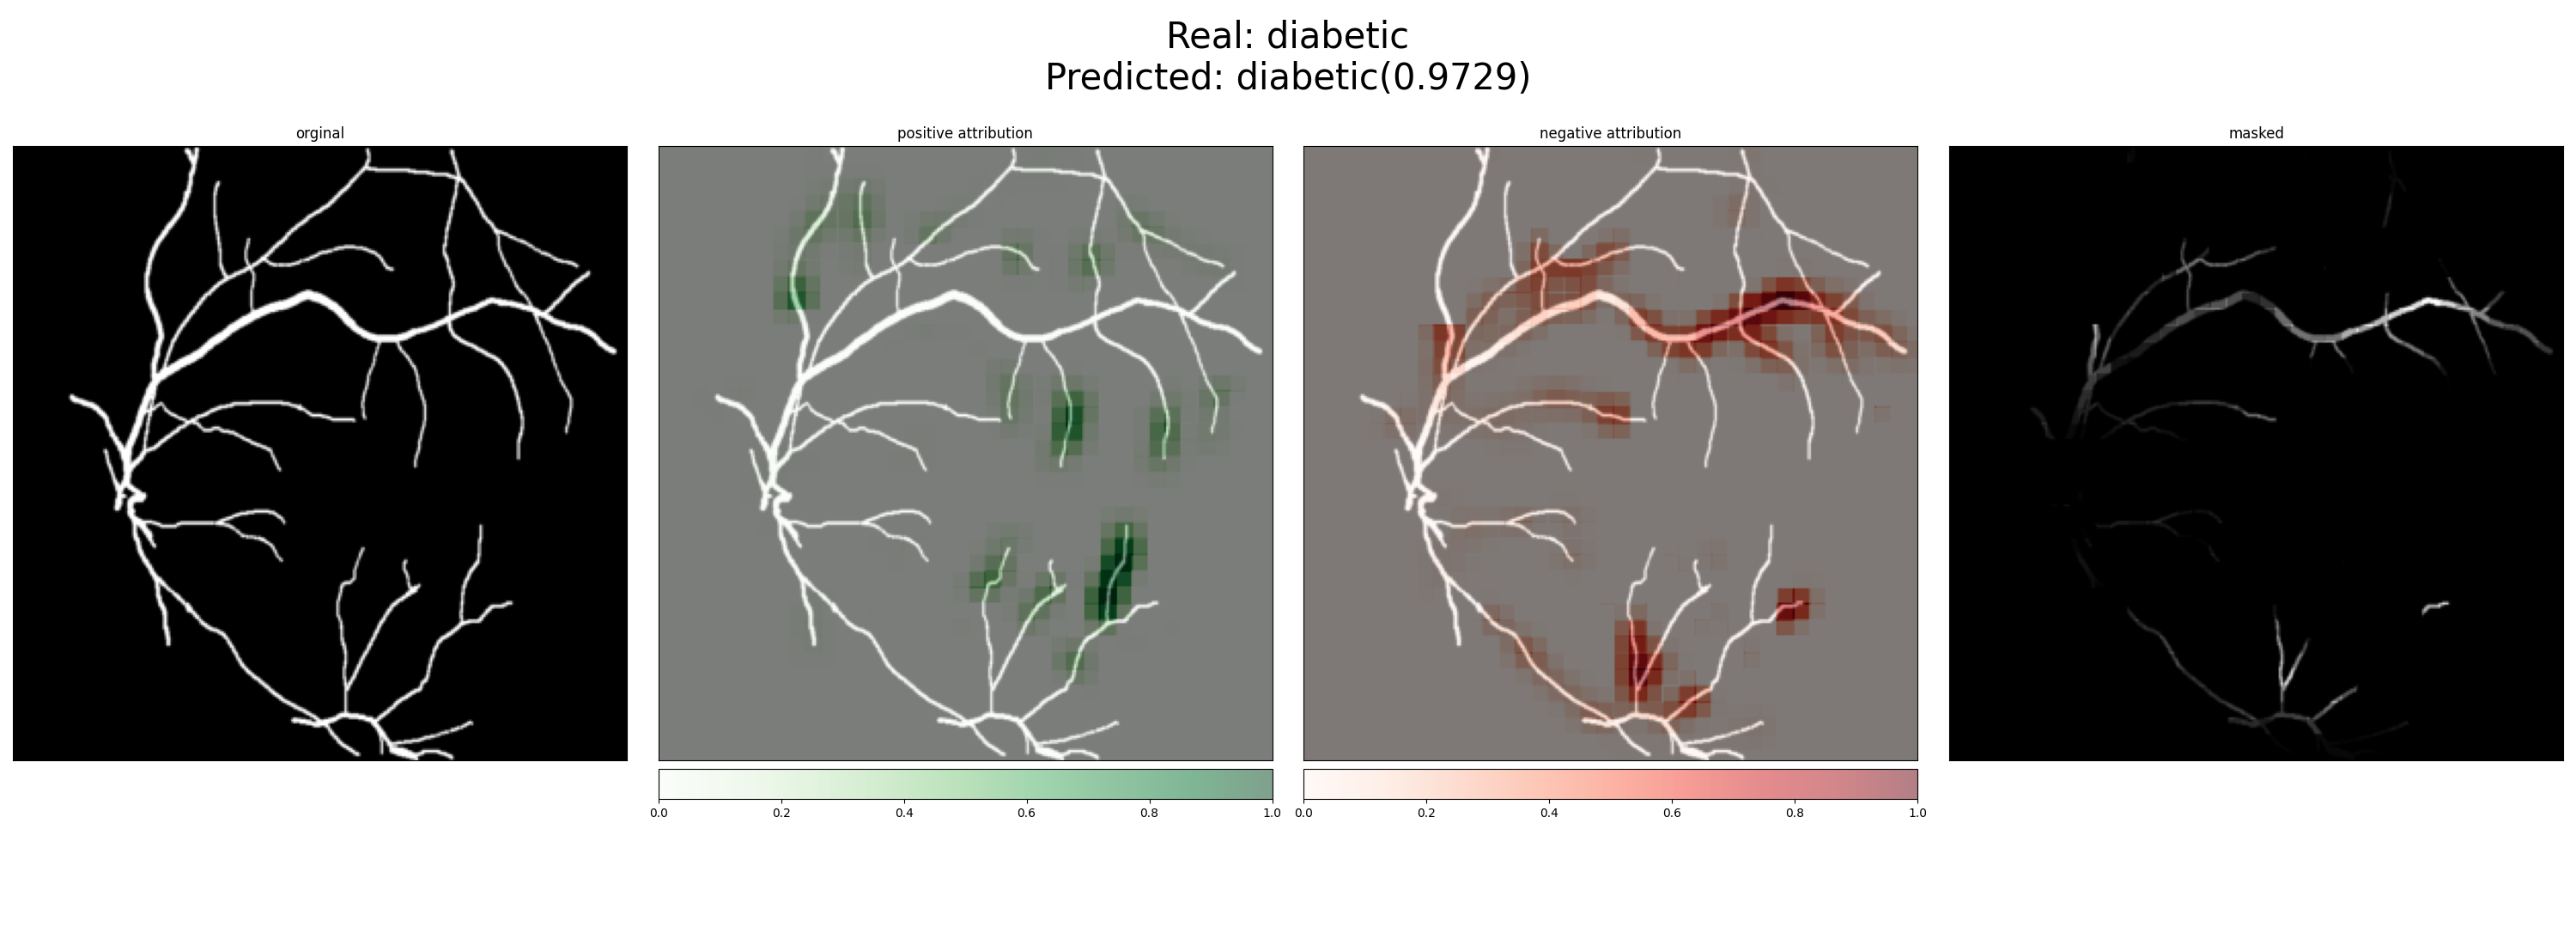 Real: diabetic
Predicted: diabetic(0.9729)
orginal
positive attribution
negative attribution
masked
0.0 0.2 0.4 0.6 0.8 1.0
0.0 0.2 0.4 0.6 0.8 1.0